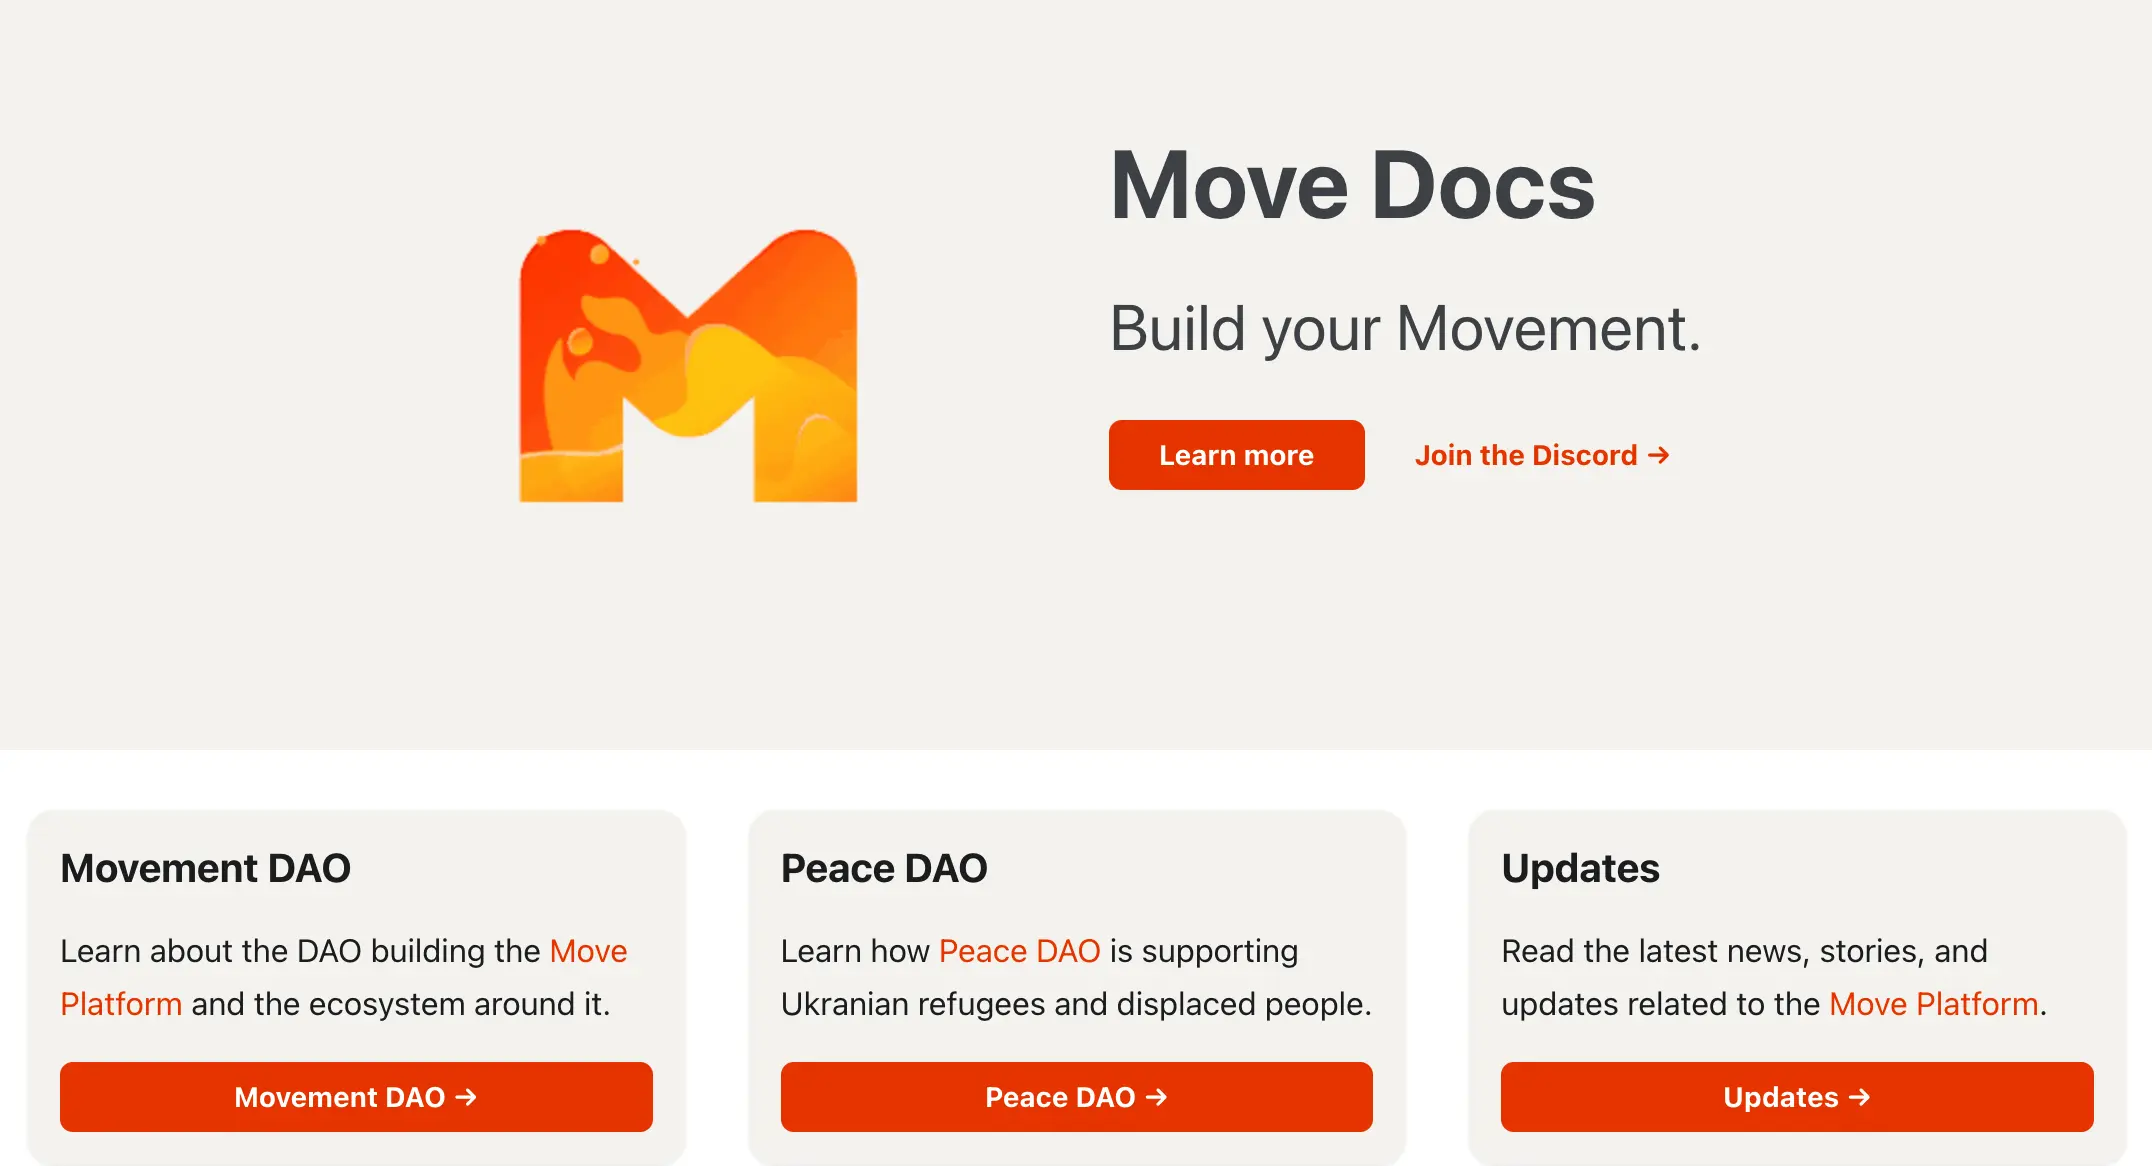 Move Docs
Build your Movement.
Learn more
Join the Discord →
Movement DAO
Learn about the DAO building the Move
Platform and the ecosystem around it.
Movement DAO →
Peace DAO
Learn how Peace DAO is supporting
Ukranian refugees and displaced people.
Peace DAO →
Updates
Read the latest news, stories, and
updates related to the Move Platform.
Updates →